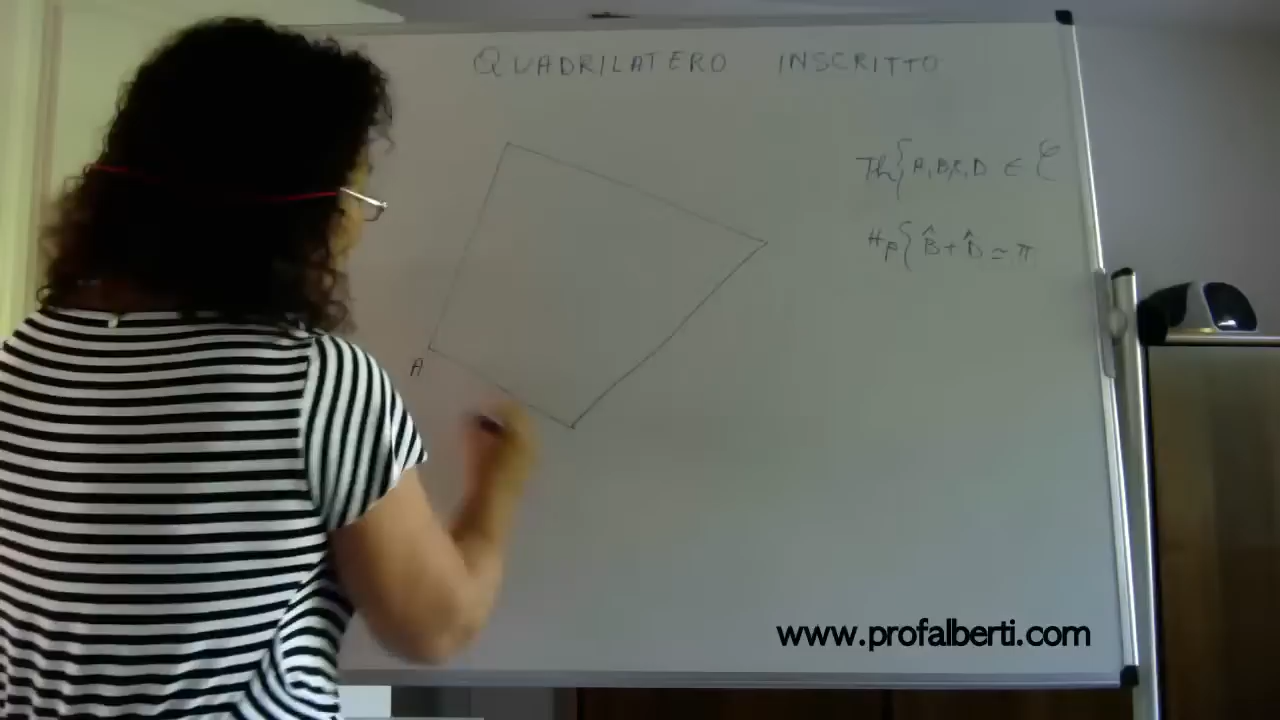 QUADRILATERO INSCRITTO
Th{ A, B, C, D ∈ C
Hp{ B̂ + D̂ ≃ π
A
www.profalberti.com